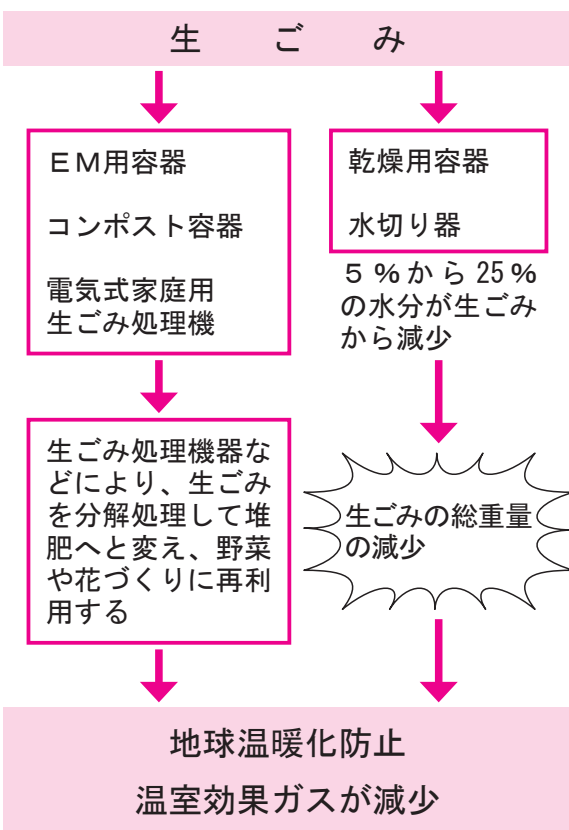 生ごみ
ＥＭ用容器
コンポスト容器
電気式家庭用
生ごみ処理機
生ごみ処理機器な
どにより、生ごみ
を分解処理して堆
肥へと変え、野菜
や花づくりに再利
用する
乾燥用容器
水切り器
５％から25％
の水分が生ごみ
から減少
生ごみの総重量
の減少
地球温暖化防止
温室効果ガスが減少